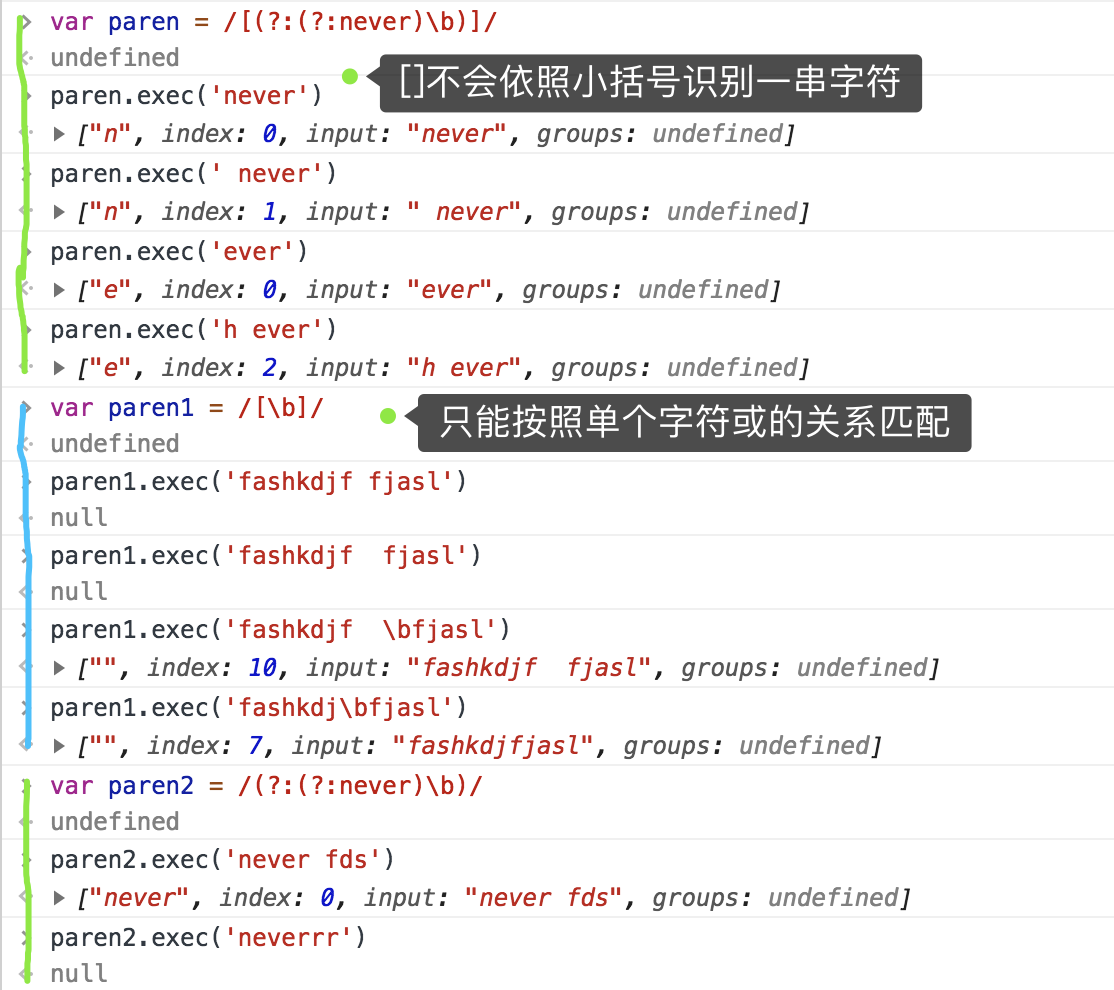 var paren = /[(?:(?:never)\b)]/
undefined
[]不会依照小括号识别一串字符
paren.exec('never')
["n", index: 0, input: "never", groups: undefined]
paren.exec(' never')
["n", index: 1, input: " never", groups: undefined]
paren.exec('ever')
["e", index: 0, input: "ever", groups: undefined]
paren.exec('h ever')
["e", index: 2, input: "h ever", groups: undefined]
var paren1 = /[\b]/
只能按照单个字符或的关系匹配
undefined
paren1.exec('fashkdjf fjasl')
null
paren1.exec('fashkdjf  fjasl')
null
paren1.exec('fashkdjf  \bfjasl')
["", index: 10, input: "fashkdjf  fjasl", groups: undefined]
paren1.exec('fashkdj\bfjasl')
["", index: 7, input: "fashkdjfjasl", groups: undefined]
var paren2 = /(?:(?:never)\b)/
undefined
paren2.exec('never fds')
["never", index: 0, input: "never fds", groups: undefined]
paren2.exec('neverrr')
null